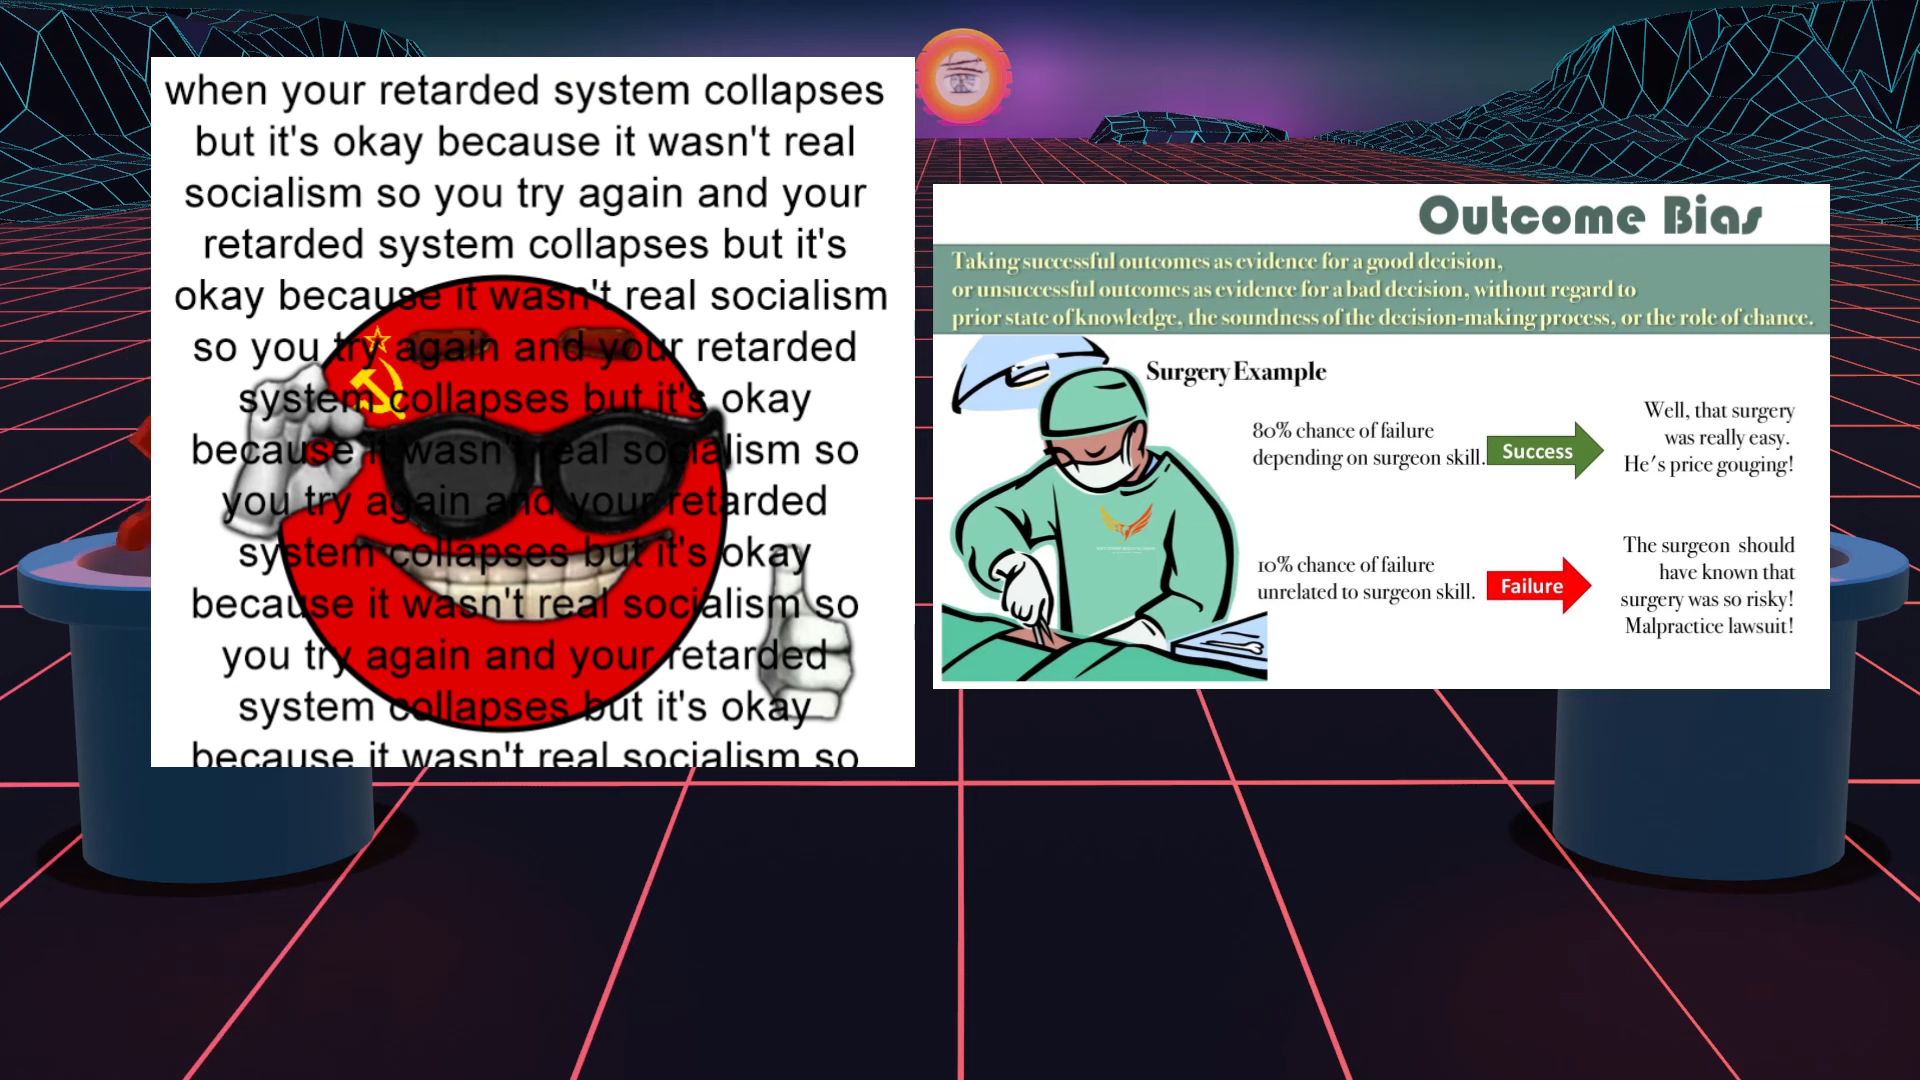 when your retarded system collapses
but it's okay because it wasn't real
socialism so you try again and your
retarded system collapses but it's
okay because it wasn't real socialism
so you try again and your retarded
system collapses but it's okay
because it wasn't real socialism so
you try again and your retarded
system collapses but it's okay
because it wasn't real socialism so
you try again and your retarded
system collapses but it's okay
because it wasn't real socialism so
Outcome Bias
Taking successful outcomes as evidence for a good decision,
or unsuccessful outcomes as evidence for a bad decision, without regard to
prior state of knowledge, the soundness of the decision-making process, or the role of chance.
Surgery Example
80% chance of failure
depending on surgeon skill.
Success
Well, that surgery
was really easy.
He's price gouging!
10% chance of failure
unrelated to surgeon skill.
Failure
The surgeon should
have known that
surgery was so risky!
Malpractice lawsuit!